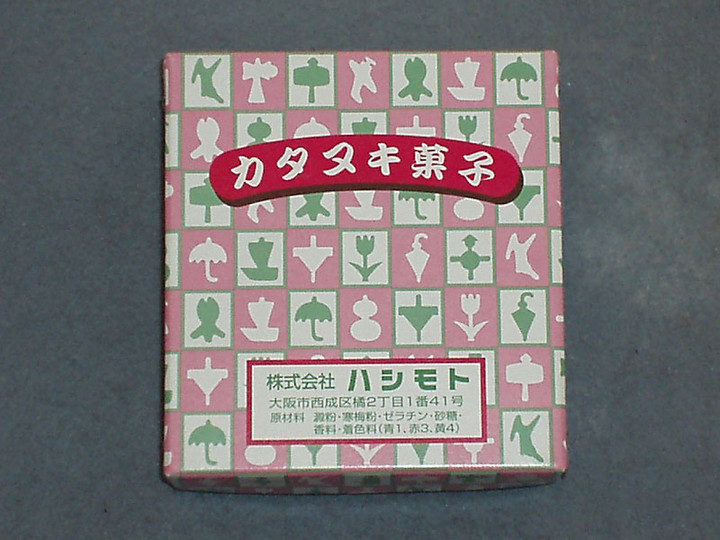 カタヌキ菓子
株式会社 ハシモト
大阪市西成区橘2丁目1番41号
原材料 澱粉・寒梅粉・ゼラチン・砂糖・
香料・着色料(青1、赤3、黄4)